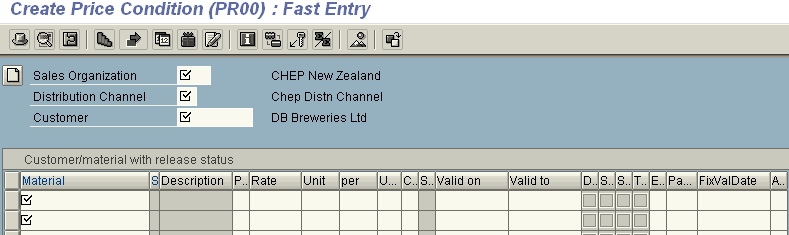 Create Price Condition (PR00) : Fast Entry
Sales Organization CHEP New Zealand
Distribution Channel Chep Distn Channel
Customer DB Breweries Ltd
Customer/material with release status
Material S Description P.. Rate Unit per U... C.. S.. Valid on Valid to D.. S.. S.. T.. E.. Pa... FixValDate A..